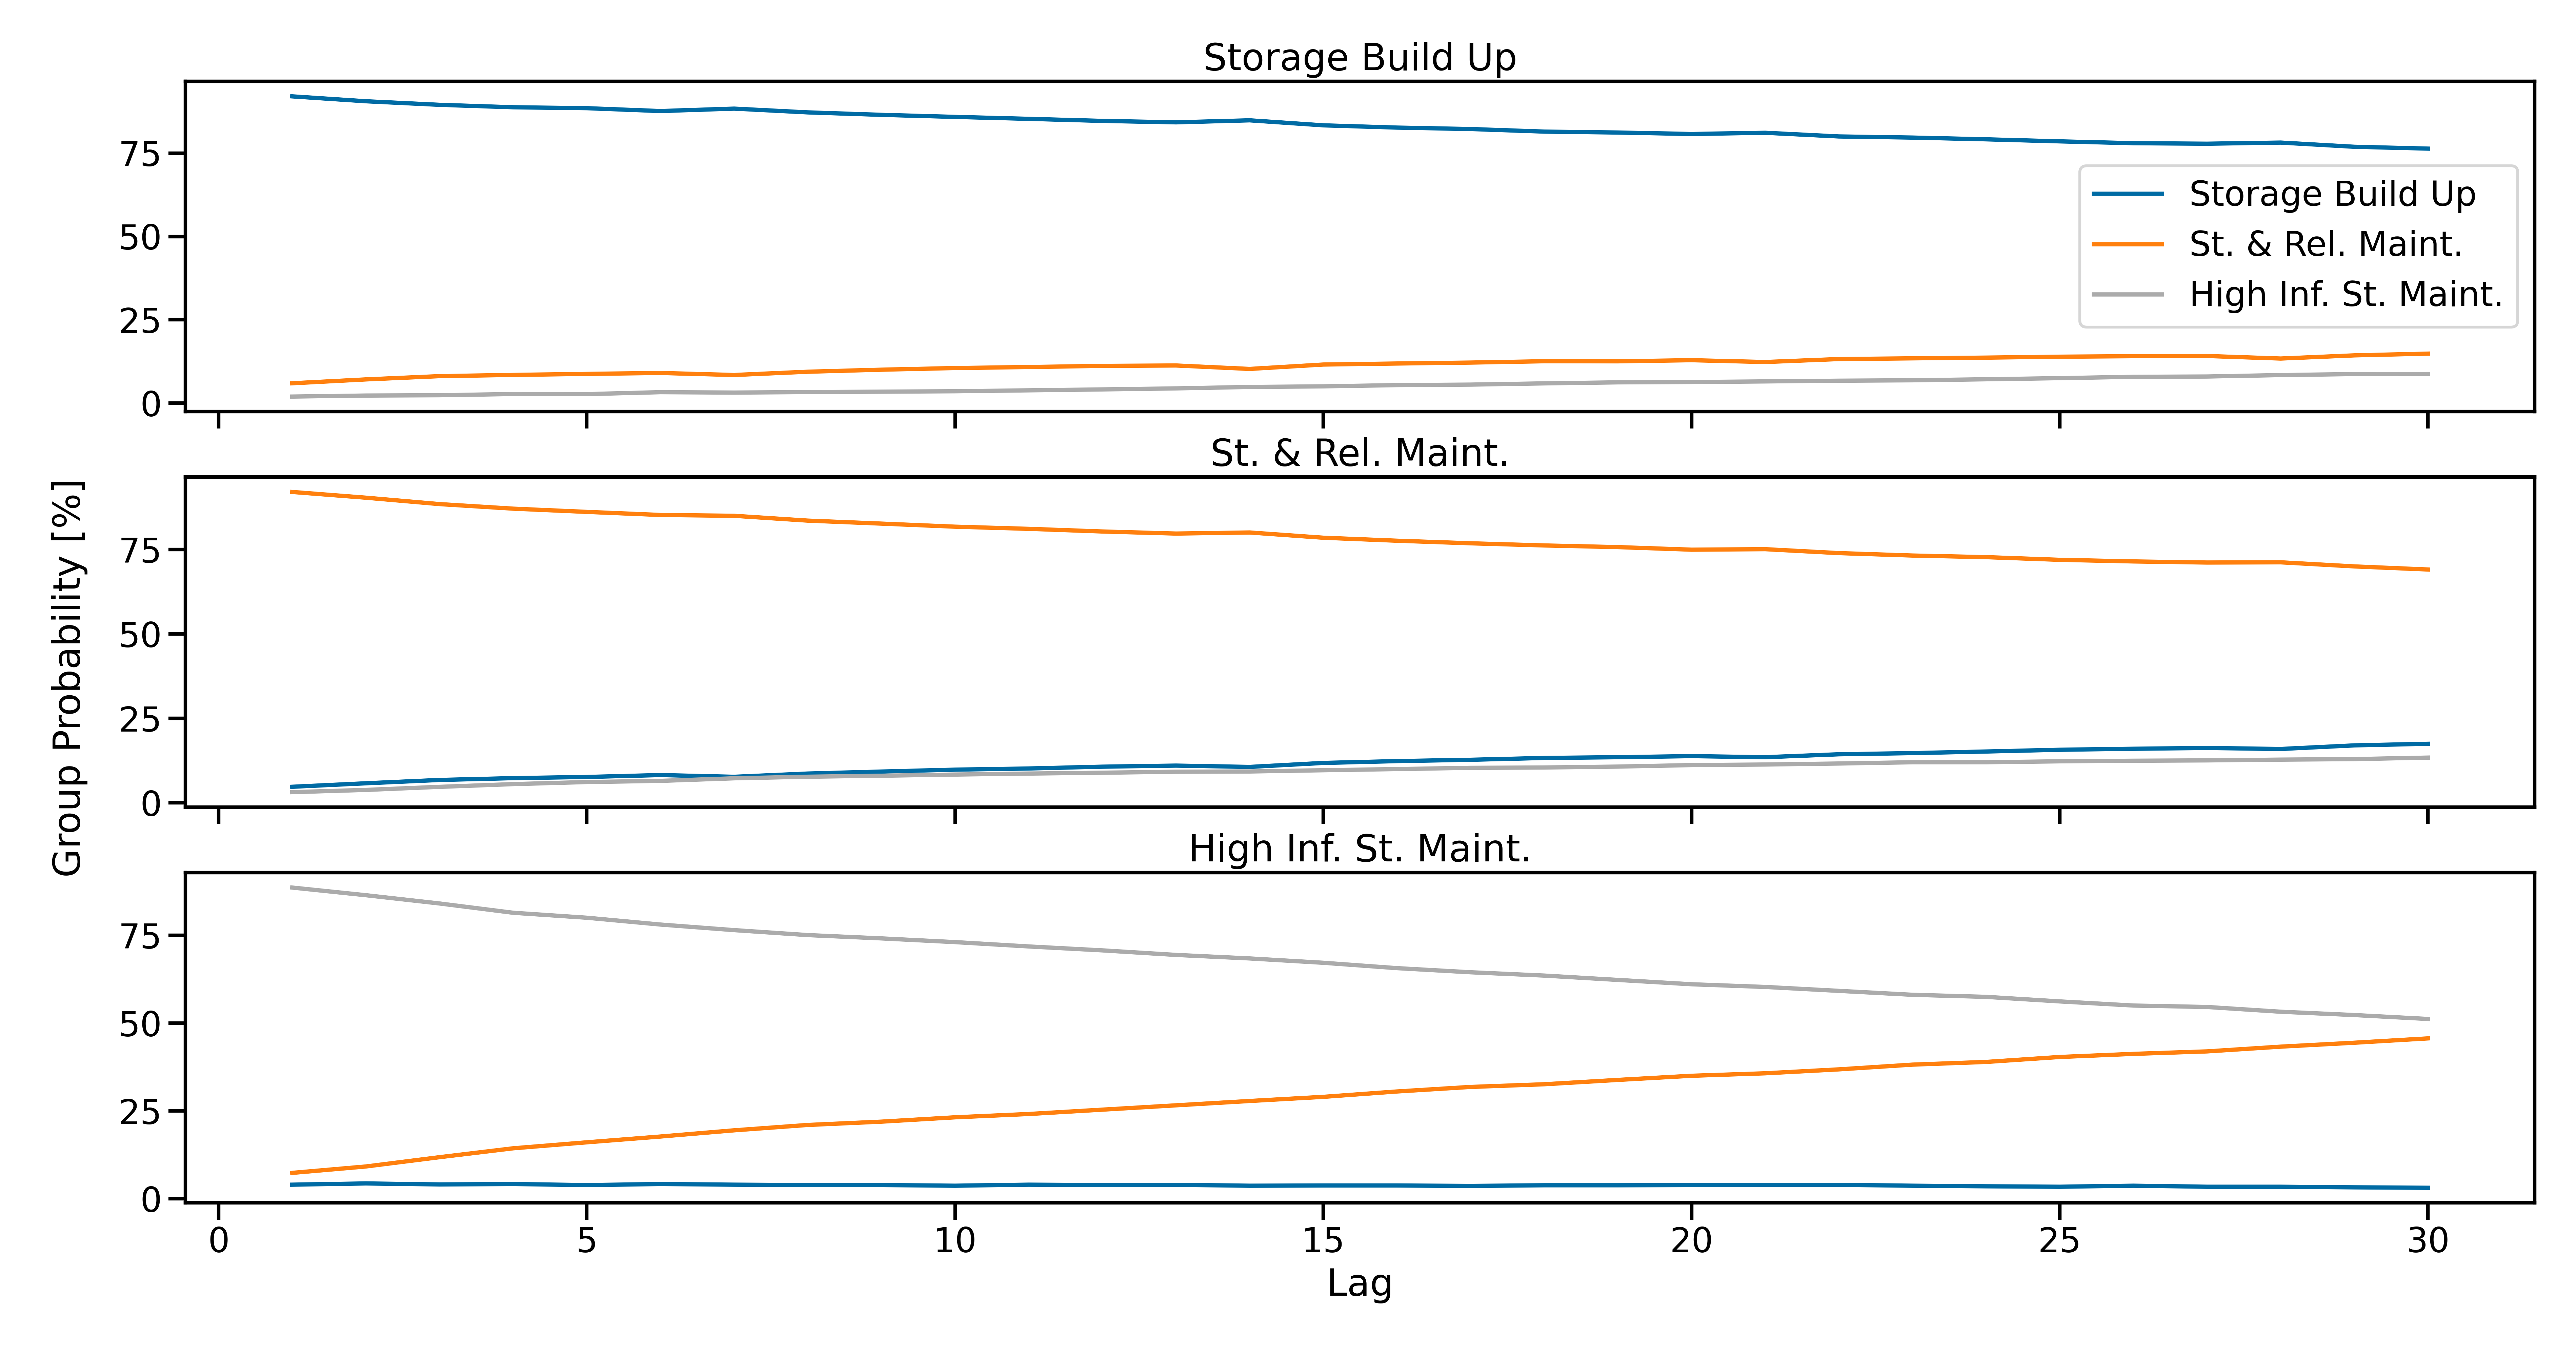 Storage Build Up
75
50
25
0
Storage Build Up
St. & Rel. Maint.
High Inf. St. Maint.
St. & Rel. Maint.
75
50
25
0
Group Probability [%]
High Inf. St. Maint.
75
50
25
0
0 5 10 15 20 25 30
Lag